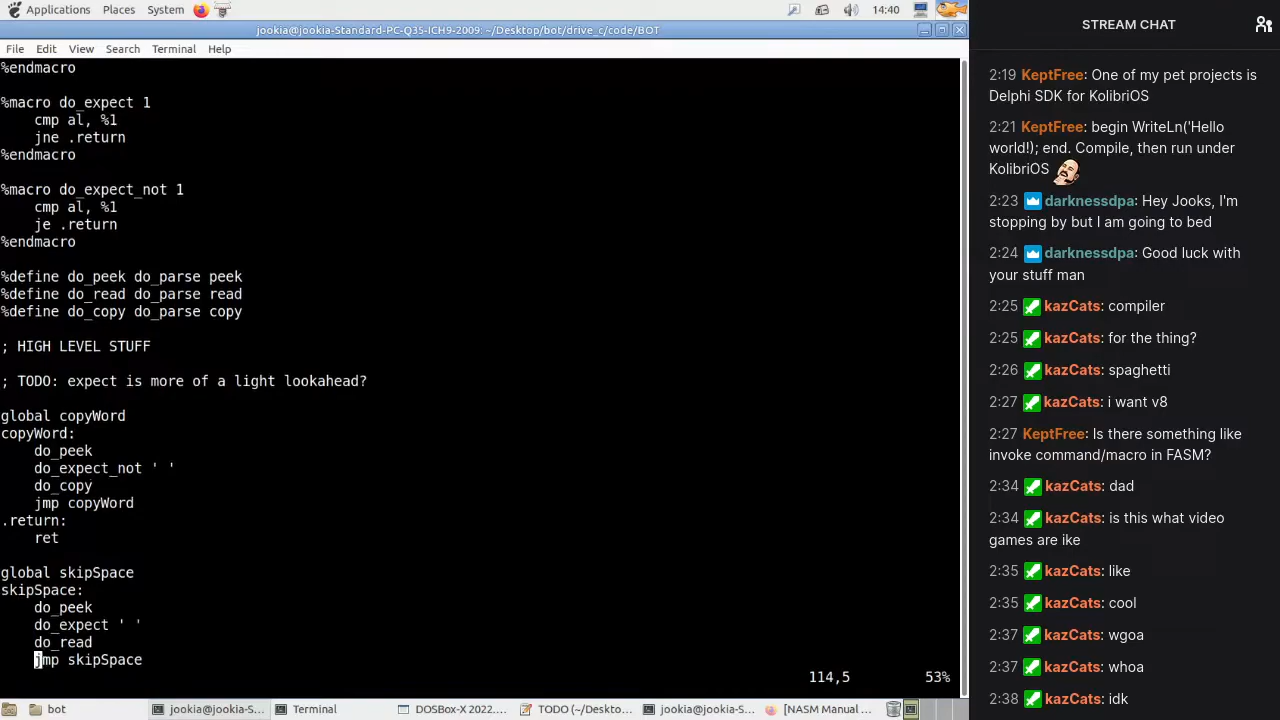 Applications Places System 14:40
jookia@jookia-Standard-PC-Q35-ICH9-2009: ~/Desktop/bot/drive_c/code/BOT
File Edit View Search Terminal Help
%endmacro
%macro do_expect 1
cmp al, %1
jne .return
%endmacro
%macro do_expect_not 1
cmp al, %1
je .return
%endmacro
%define do_peek do_parse peek
%define do_read do_parse read
%define do_copy do_parse copy
; HIGH LEVEL STUFF
; TODO: expect is more of a light lookahead?
global copyWord
copyWord:
do_peek
do_expect_not ' '
do_copy
jmp copyWord
.return:
ret
global skipSpace
skipSpace:
do_peek
do_expect ' '
do_read
jmp skipSpace
114,5 53%
bot jookia@jookia-S... Terminal DOSBox-X 2022.... TODO (~/Deskto... jookia@jookia-S... [NASM Manual ...
STREAM CHAT
2:19 KeptFree: One of my pet projects is
Delphi SDK for KolibriOS
2:21 KeptFree: begin WriteLn('Hello
world!); end. Compile, then run under
KolibriOS
2:23 darknessdpa: Hey Jooks, I'm
stopping by but I am going to bed
2:24 darknessdpa: Good luck with
your stuff man
2:25 kazCats: compiler
2:25 kazCats: for the thing?
2:26 kazCats: spaghetti
2:27 kazCats: i want v8
2:27 KeptFree: Is there something like
invoke command/macro in FASM?
2:34 kazCats: dad
2:34 kazCats: is this what video
games are ike
2:35 kazCats: like
2:35 kazCats: cool
2:37 kazCats: wgoa
2:37 kazCats: whoa
2:38 kazCats: idk